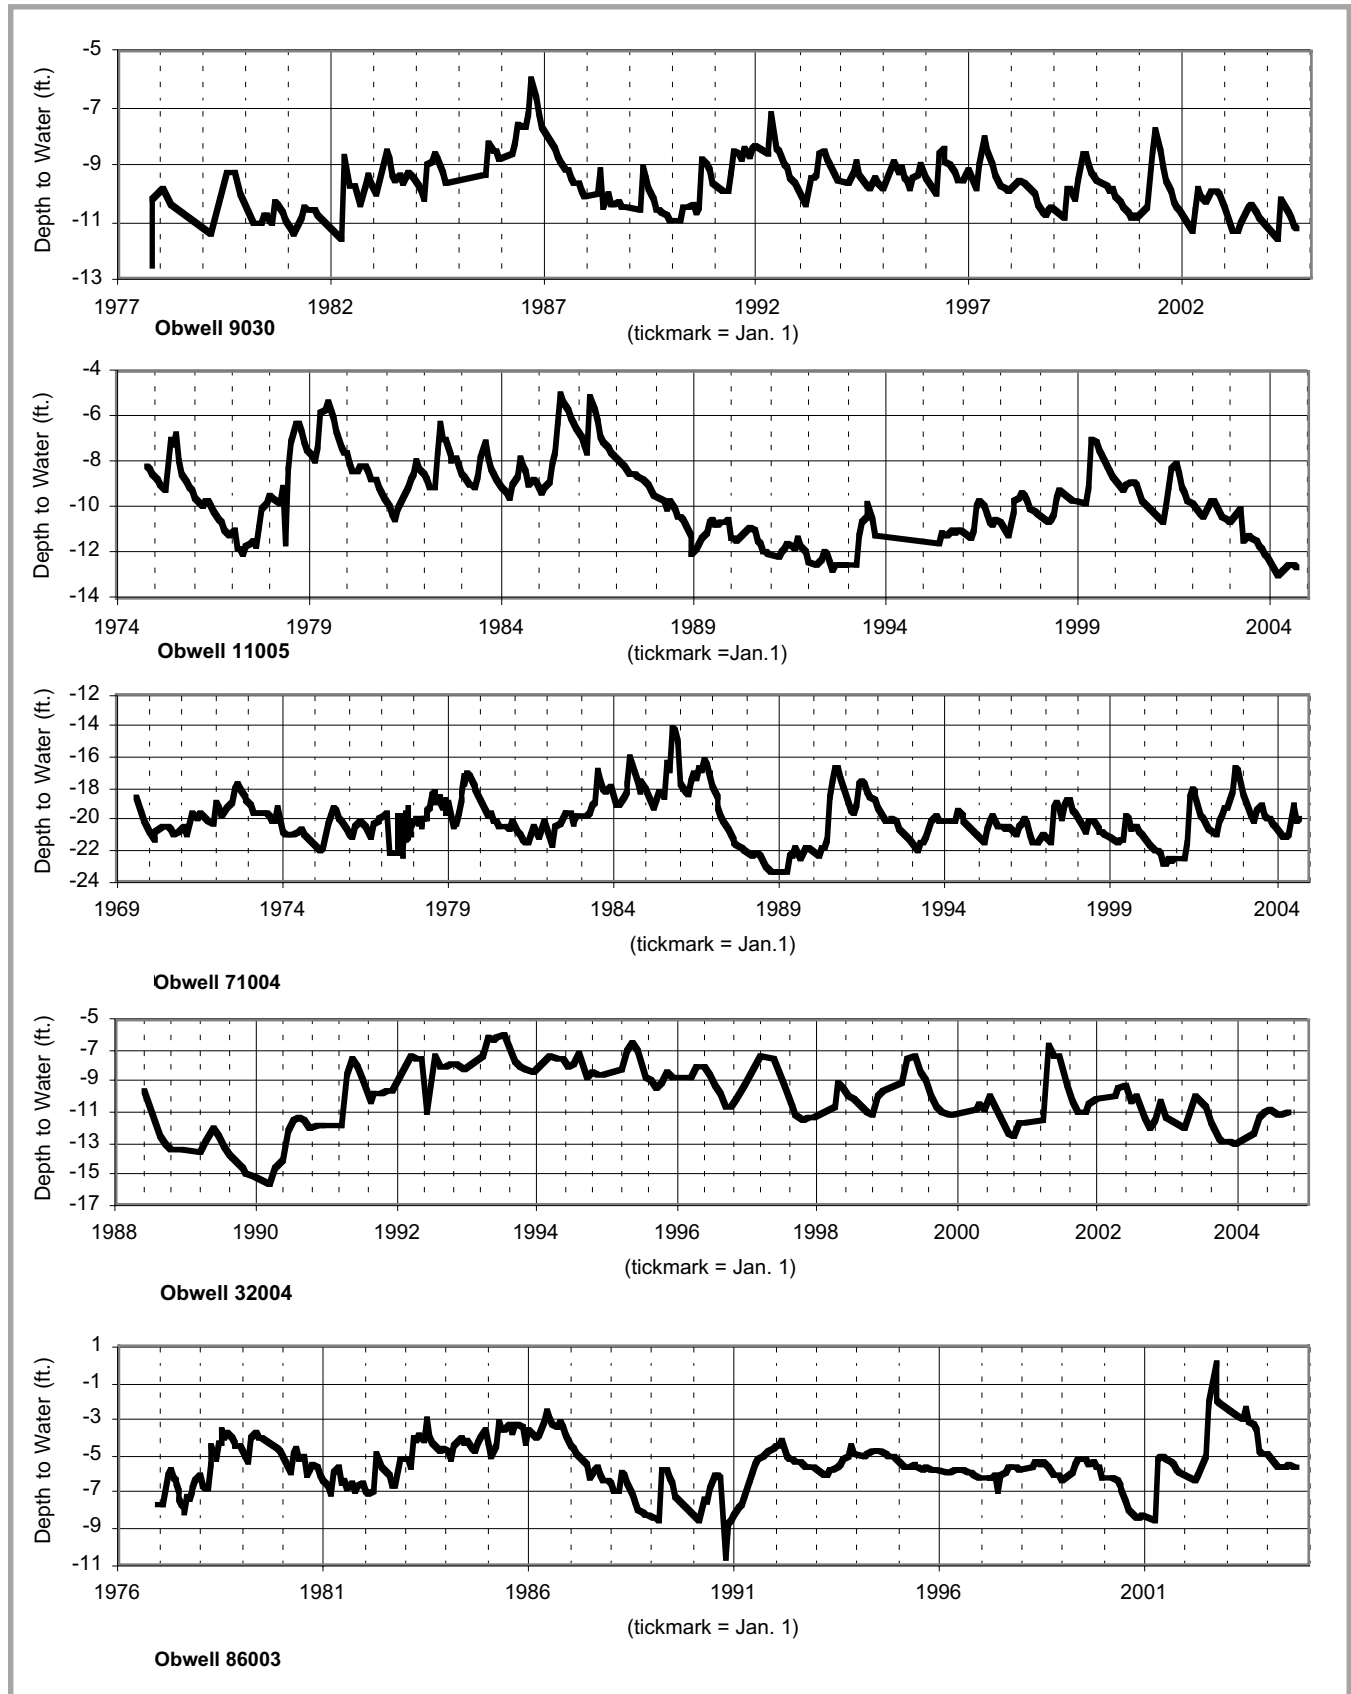 Depth to Water (ft.)
-5
-7
-9
-11
-13
1977 1982 1987 1992 1997 2002
Obwell 9030
(tickmark = Jan. 1)
Depth to Water (ft.)
-4
-6
-8
-10
-12
-14
1974 1979 1984 1989 1994 1999 2004
Obwell 11005
(tickmark =Jan.1)
Depth to Water (ft.)
-12
-14
-16
-18
-20
-22
-24
1969 1974 1979 1984 1989 1994 1999 2004
(tickmark = Jan.1)
Obwell 71004
Depth to Water (ft.)
-5
-7
-9
-11
-13
-15
-17
1988 1990 1992 1994 1996 1998 2000 2002 2004
(tickmark = Jan. 1)
Obwell 32004
Depth to Water (ft.)
1
-1
-3
-5
-7
-9
-11
1976 1981 1986 1991 1996 2001
(tickmark = Jan. 1)
Obwell 86003